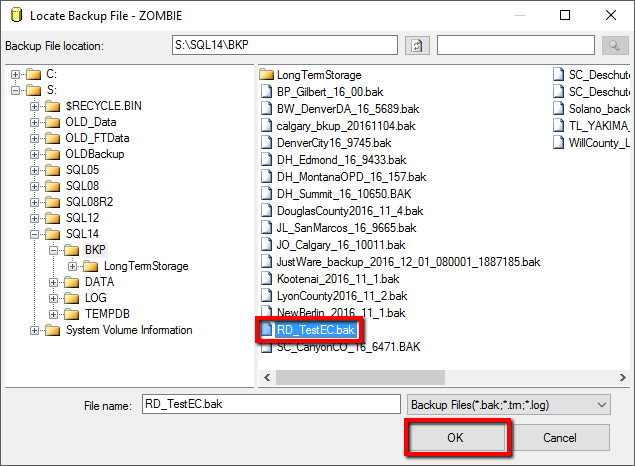 Locate Backup File - ZOMBIE
Backup File location:
S:\SQL14\BKP
C:
S:
$RECYCLE.BIN
OLD_Data
OLD_FTData
OLDBackup
SQL05
SQL08
SQL08R2
SQL12
SQL14
BKP
LongTermStorage
DATA
LOG
TEMPDB
System Volume Information
LongTermStorage
BP_Gilbert_16_00.bak
BW_DenverDA_16_5689.bak
calgary_bkup_20161104.bak
DenverCity16_9745.bak
DH_Edmond_16_9433.bak
DH_MontanaOPD_16_157.bak
DH_Summit_16_10650.BAK
DouglasCounty2016_11_4.bak
JL_SanMarcos_16_9665.bak
JO_Calgary_16_10011.bak
JustWare_backup_2016_12_01_080001_1887185.bak
Kootenai_2016_11_1.bak
LyonCounty2016_11_2.bak
NewBerlin_2016_11_1.bak
RD_TestEC.bak
SC_CanyonCO_16_6471.BAK
SC_Deschute
SC_Deschute
Solano_back
TL_YAKIMA_
WillCounty_L
File name:
RD_TestEC.bak
Backup Files(*.bak;*.trn;*.log)
OK
Cancel